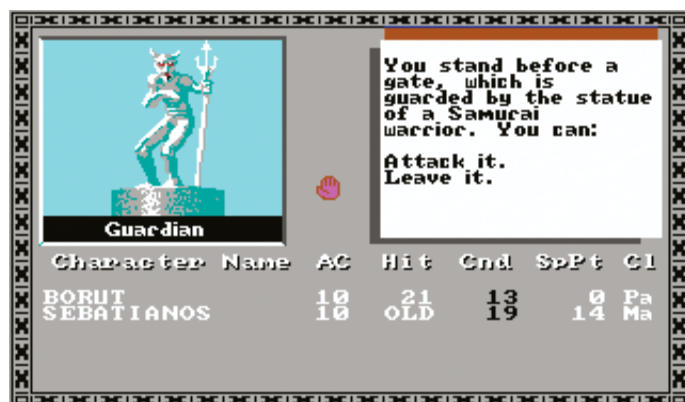 You stand before a
gate, which is
guarded by the statue
of a Samurai
warrior. You can:
Attack it.
Leave it.
Guardian
Character Name AC Hit Cnd SpPt Cl
BORUT 10 21 13 0 Pa
SEBATIANOS 10 OLD 19 14 Ma